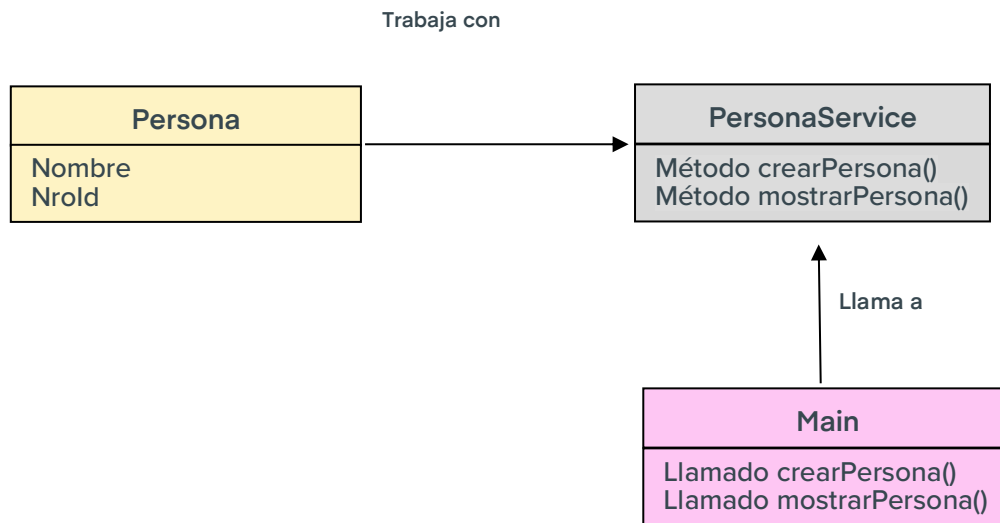 Trabaja con
Persona
Nombre
NroId
PersonaService
Método crearPersona()
Método mostrarPersona()
Llama a
Main
Llamado crearPersona()
Llamado mostrarPersona()